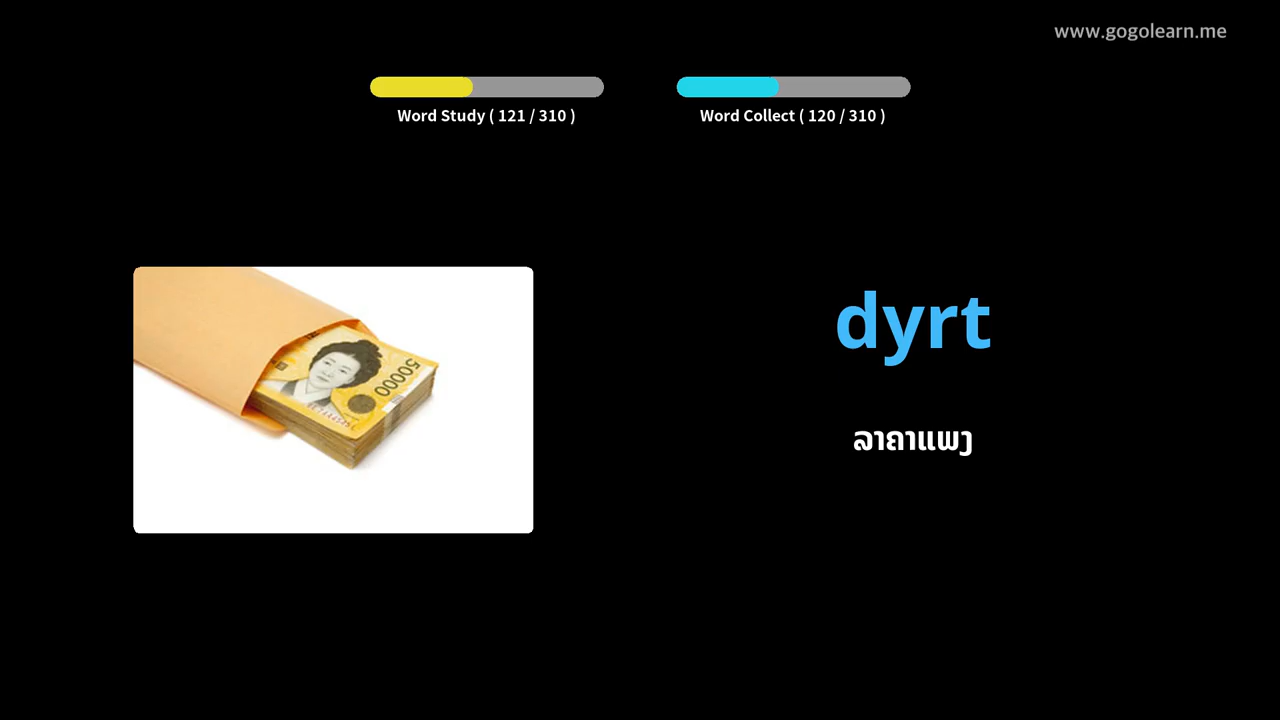 www.gogolearn.me
Word Study ( 121 / 310 )
Word Collect ( 120 / 310 )
50000
dyrt
ລາຄາແພງ